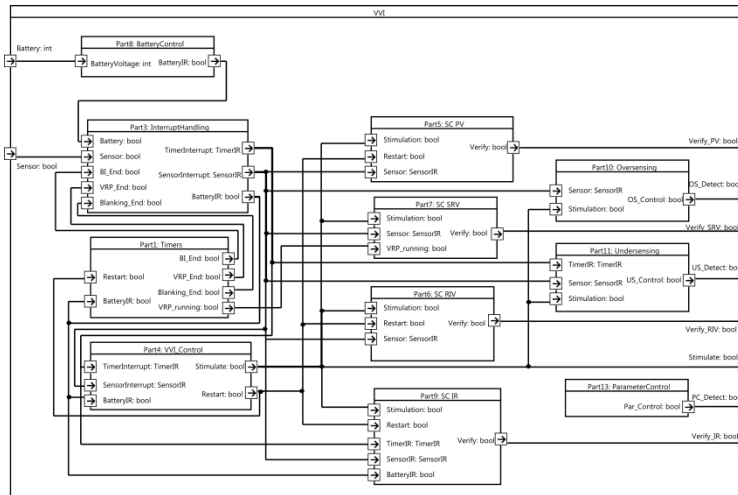 VVI
Battery: int
Part8: BatteryControl
BatteryVoltage: int
BatteryIR: bool
Sensor: bool
Part3: InterruptHandling
Battery: bool
Sensor: bool
BI_End: bool
VRP_End: bool
Blanking_End: bool
TimerInterrupt: TimerIR
SensorInterrupt: SensorIR
BatteryIR: bool
Part1: Timers
Restart: bool
BatteryIR: bool
BI_End: bool
VRP_End: bool
Blanking_End: bool
VRP_running: bool
Part4: VVI_Control
TimerInterrupt: TimerIR
SensorInterrupt: SensorIR
BatteryIR: bool
Stimulate: bool
Restart: bool
Part5: SC PV
Stimulation: bool
Restart: bool
Sensor: SensorIR
Verify: bool
Part7: SC SRV
Stimulation: bool
Sensor: SensorIR
VRP_running: bool
Verify: bool
Part6: SC RIV
Stimulation: bool
Restart: bool
Sensor: SensorIR
Verify: bool
Part9: SC IR
Stimulation: bool
Restart: bool
TimerIR: TimerIR
SensorIR: SensorIR
BatteryIR: bool
Verify: bool
Verify_PV: bool
Part10: Oversensing
Sensor: SensorIR
Stimulation: bool
OS_Control: bool
OS_Detect: bool
Verify_SRV: bool
Part11: Undersensing
TimerIR: TimerIR
Sensor: SensorIR
Stimulation: bool
US_Control: bool
US_Detect: bool
Verify_RIV: bool
Stimulate: bool
Part13: ParameterControl
Par_Control: bool
PC_Detect: bool
Verify_IR: bool